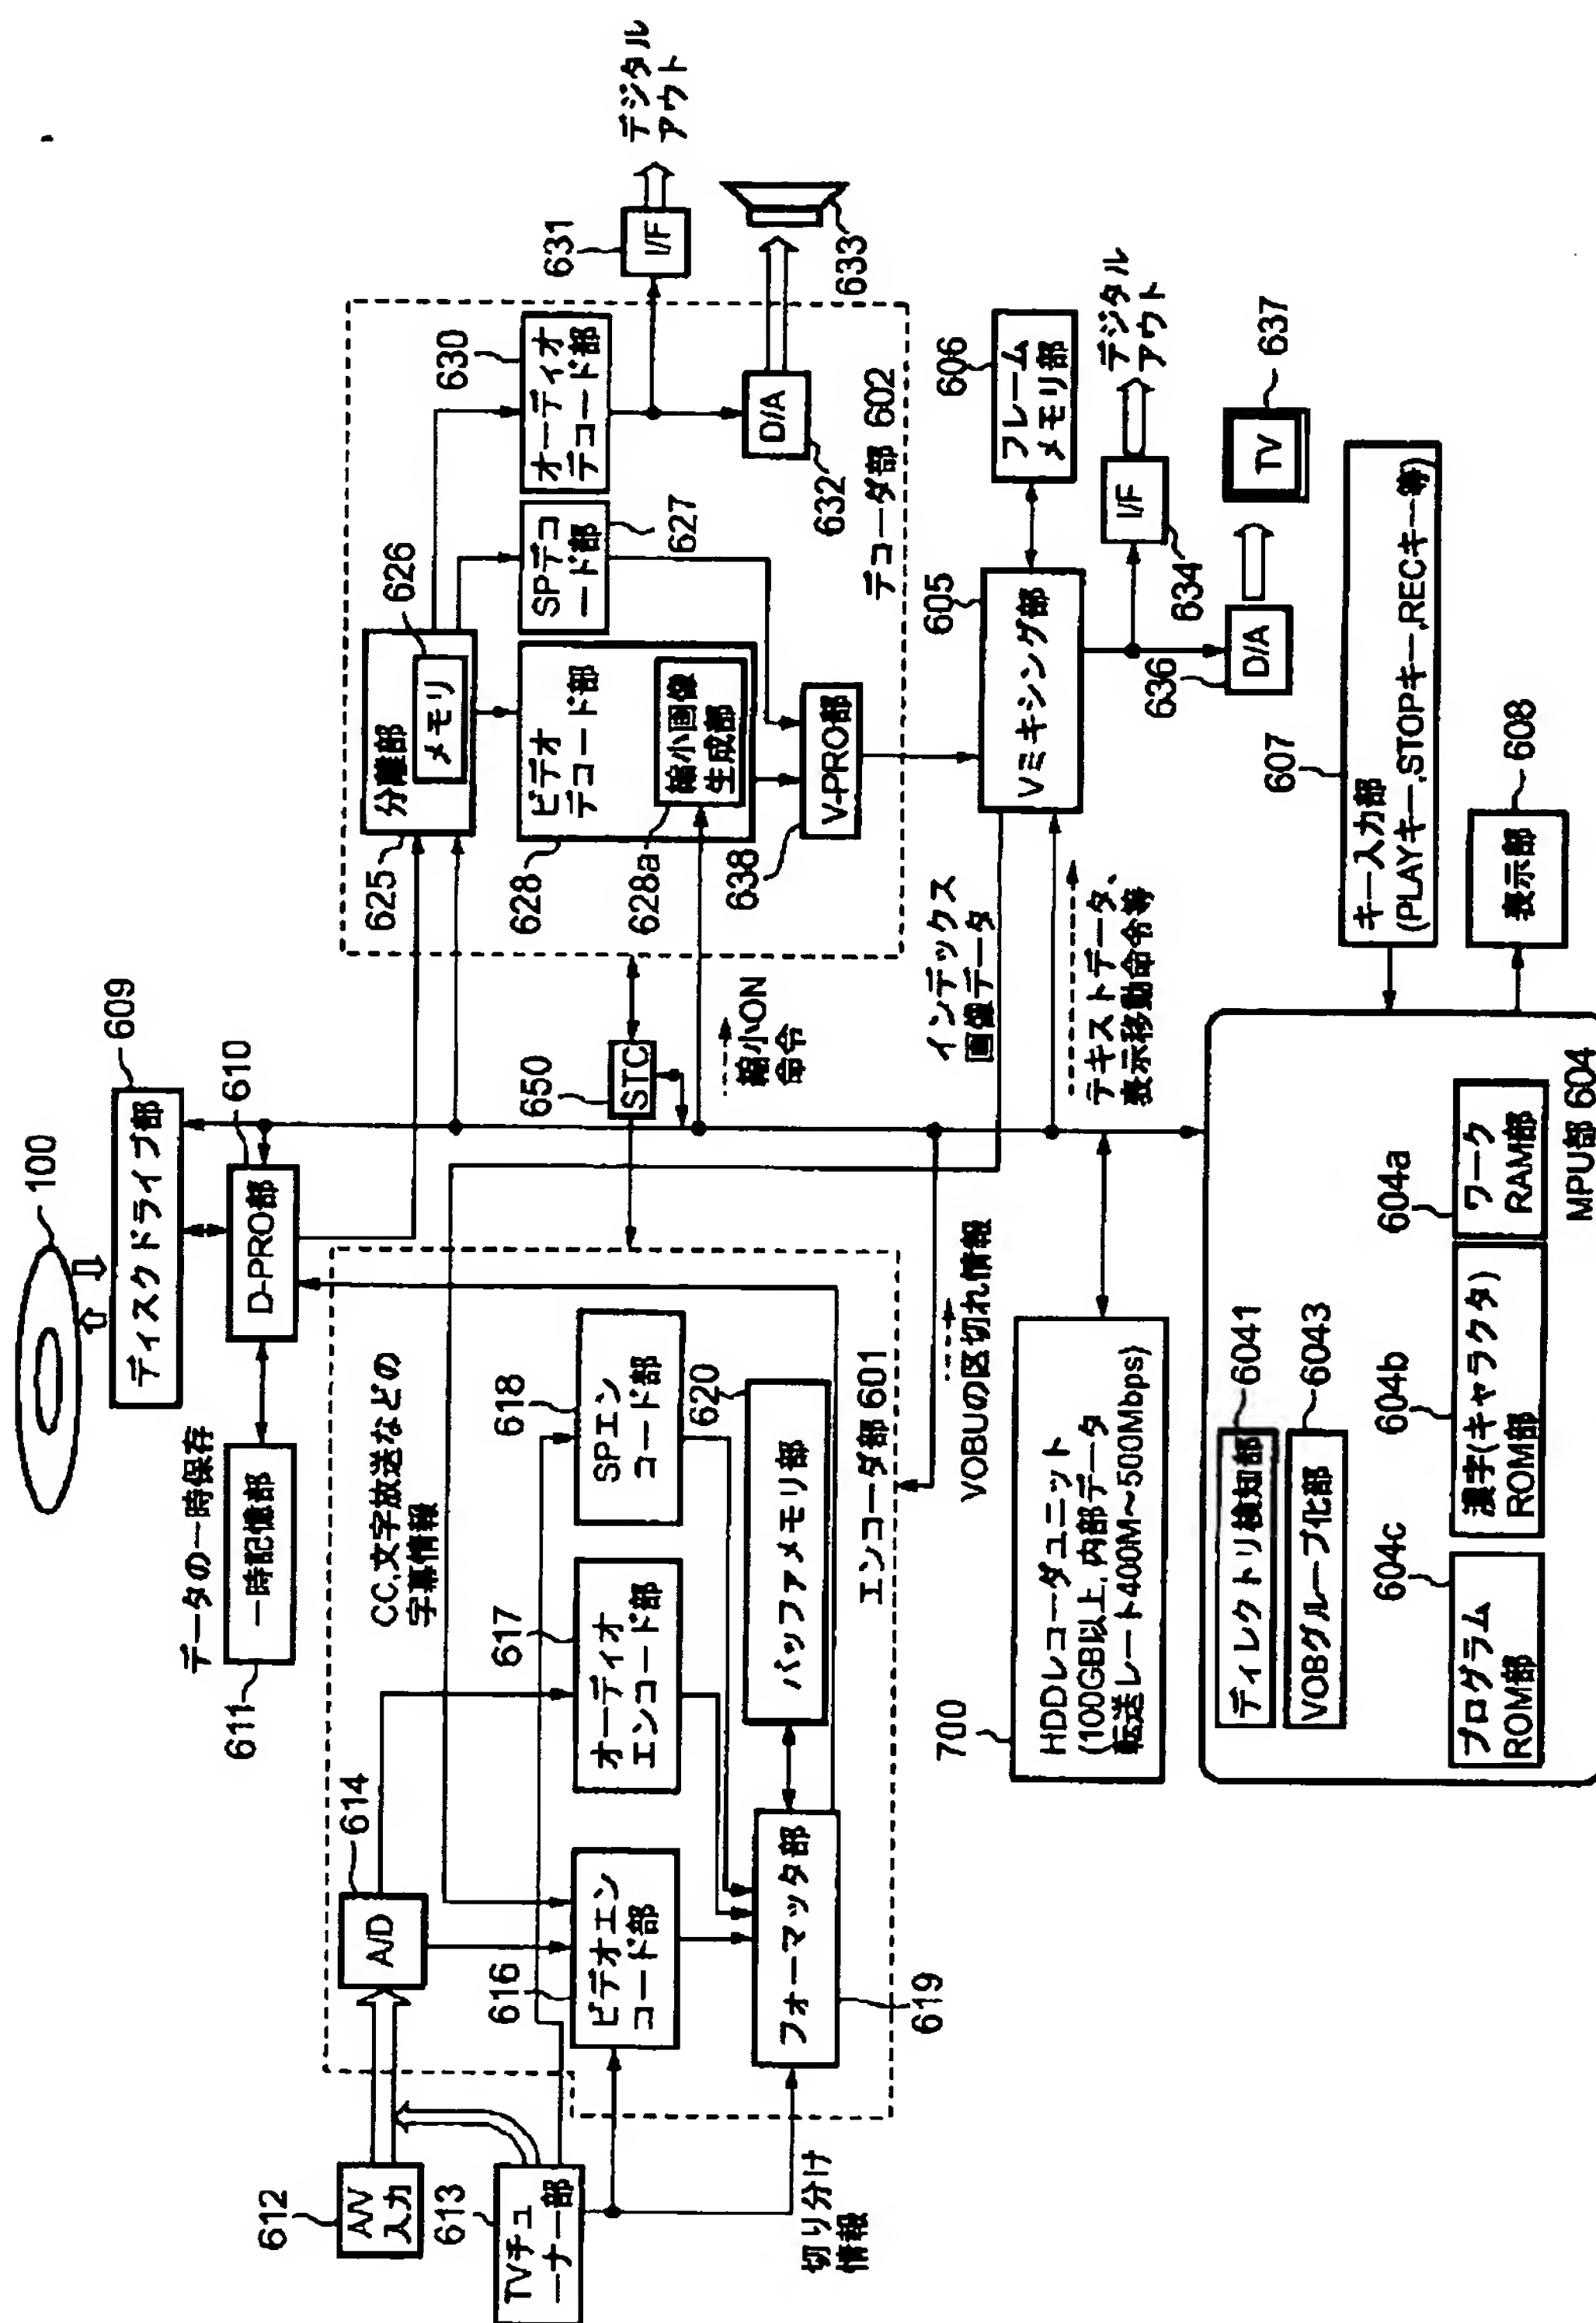 100
ディスクドライブ部
609
D-PRO部
610
データの一時保存
一時記憶部
611
A/V
入力
612
TVチュ
ーナー部
613
A/D
614
CC,文字放送などの
字幕情報
ビデオエン
コード部
616
オーディオ
エンコード部
617
SPエン
コード部
618
フォーマッタ部
619
バッファメモリ部
620
エンコーダ部 601
切り分け
情報
STC
650
縮小ON
命令
分離部
メモリ
625
626
ビデオ
デコード部
628
縮小画像
生成部
628a
SPデコ
ード部
627
オーディオ
デコード部
630
V-PRO部
638
D/A
632
デコーダ部 602
I/F
631
デジタル
アウト
633
Vミキシング部
605
フレーム
メモリ部
606
I/F
634
デジタル
アウト
D/A
636
TV
637
インデックス
画像データ
テキストデータ、
表示移動命令等
VOBUの区切れ情報
700
HDDレコーダユニット
(100GB以上,内部データ
転送レート400M~500Mbps)
キー入力部
(PLAYキー,STOPキー,RECキー等)
607
表示部
608
ディレクトリ検知部
6041
VOBグループ化部
6043
プログラム
ROM部
604c
漢字(キャラクタ)
ROM部
604b
ワーク
RAM部
604a
MPU部 604